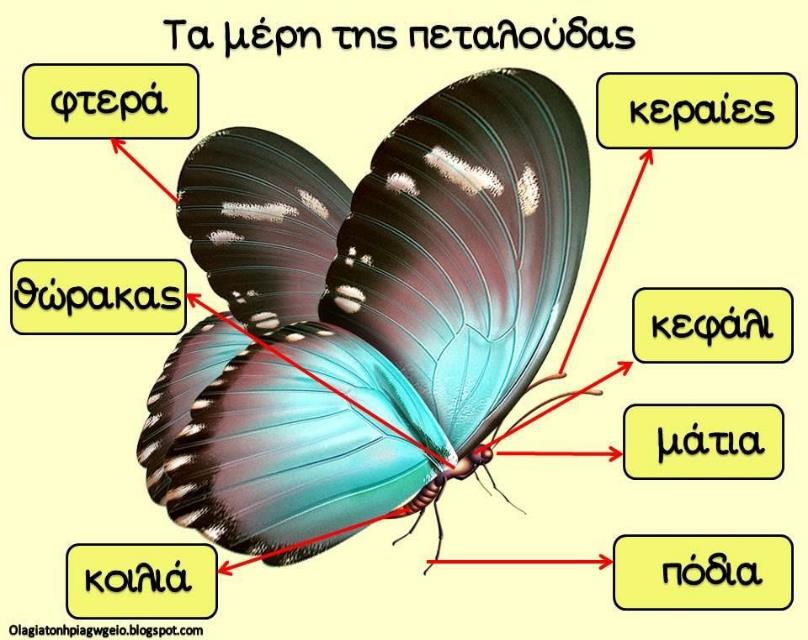 Τα μέρη της πεταλούδας
φτερά
κεραίες
θώρακας
κεφάλι
μάτια
κοιλιά
πόδια
Olagiatonhpiagwgeio.blogspot.com